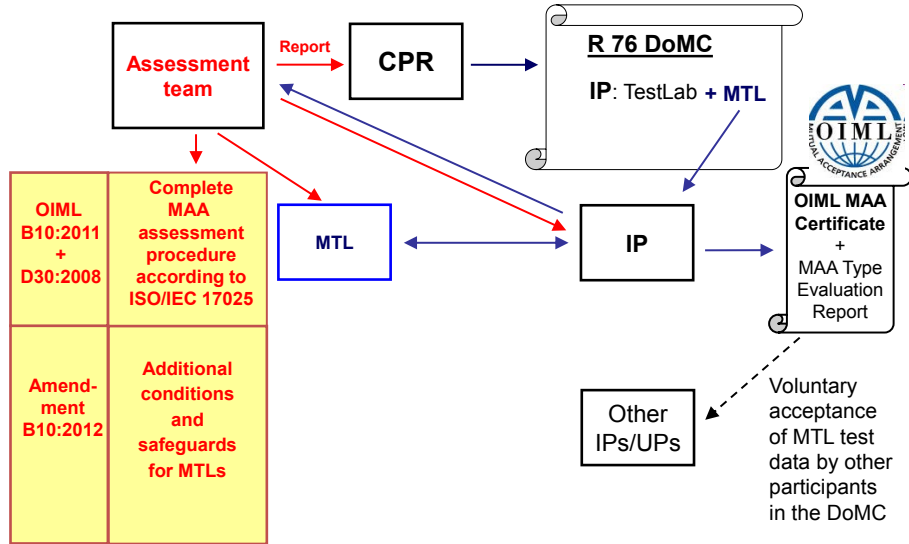 Assessment
team
Report
CPR
R 76 DoMC
IP: TestLab + MTL
OIML
MUTUAL ACCEPTANCE ARRANGEMENT
OIML MAA
Certificate
+
MAA Type
Evaluation
Report
OIML
B10:2011
+
D30:2008
Complete
MAA
assessment
procedure
according to
ISO/IEC 17025
MTL
IP
Amend-
ment
B10:2012
Additional
conditions
and
safeguards
for MTLs
Other
IPs/UPs
Voluntary
acceptance
of MTL test
data by other
participants
in the DoMC